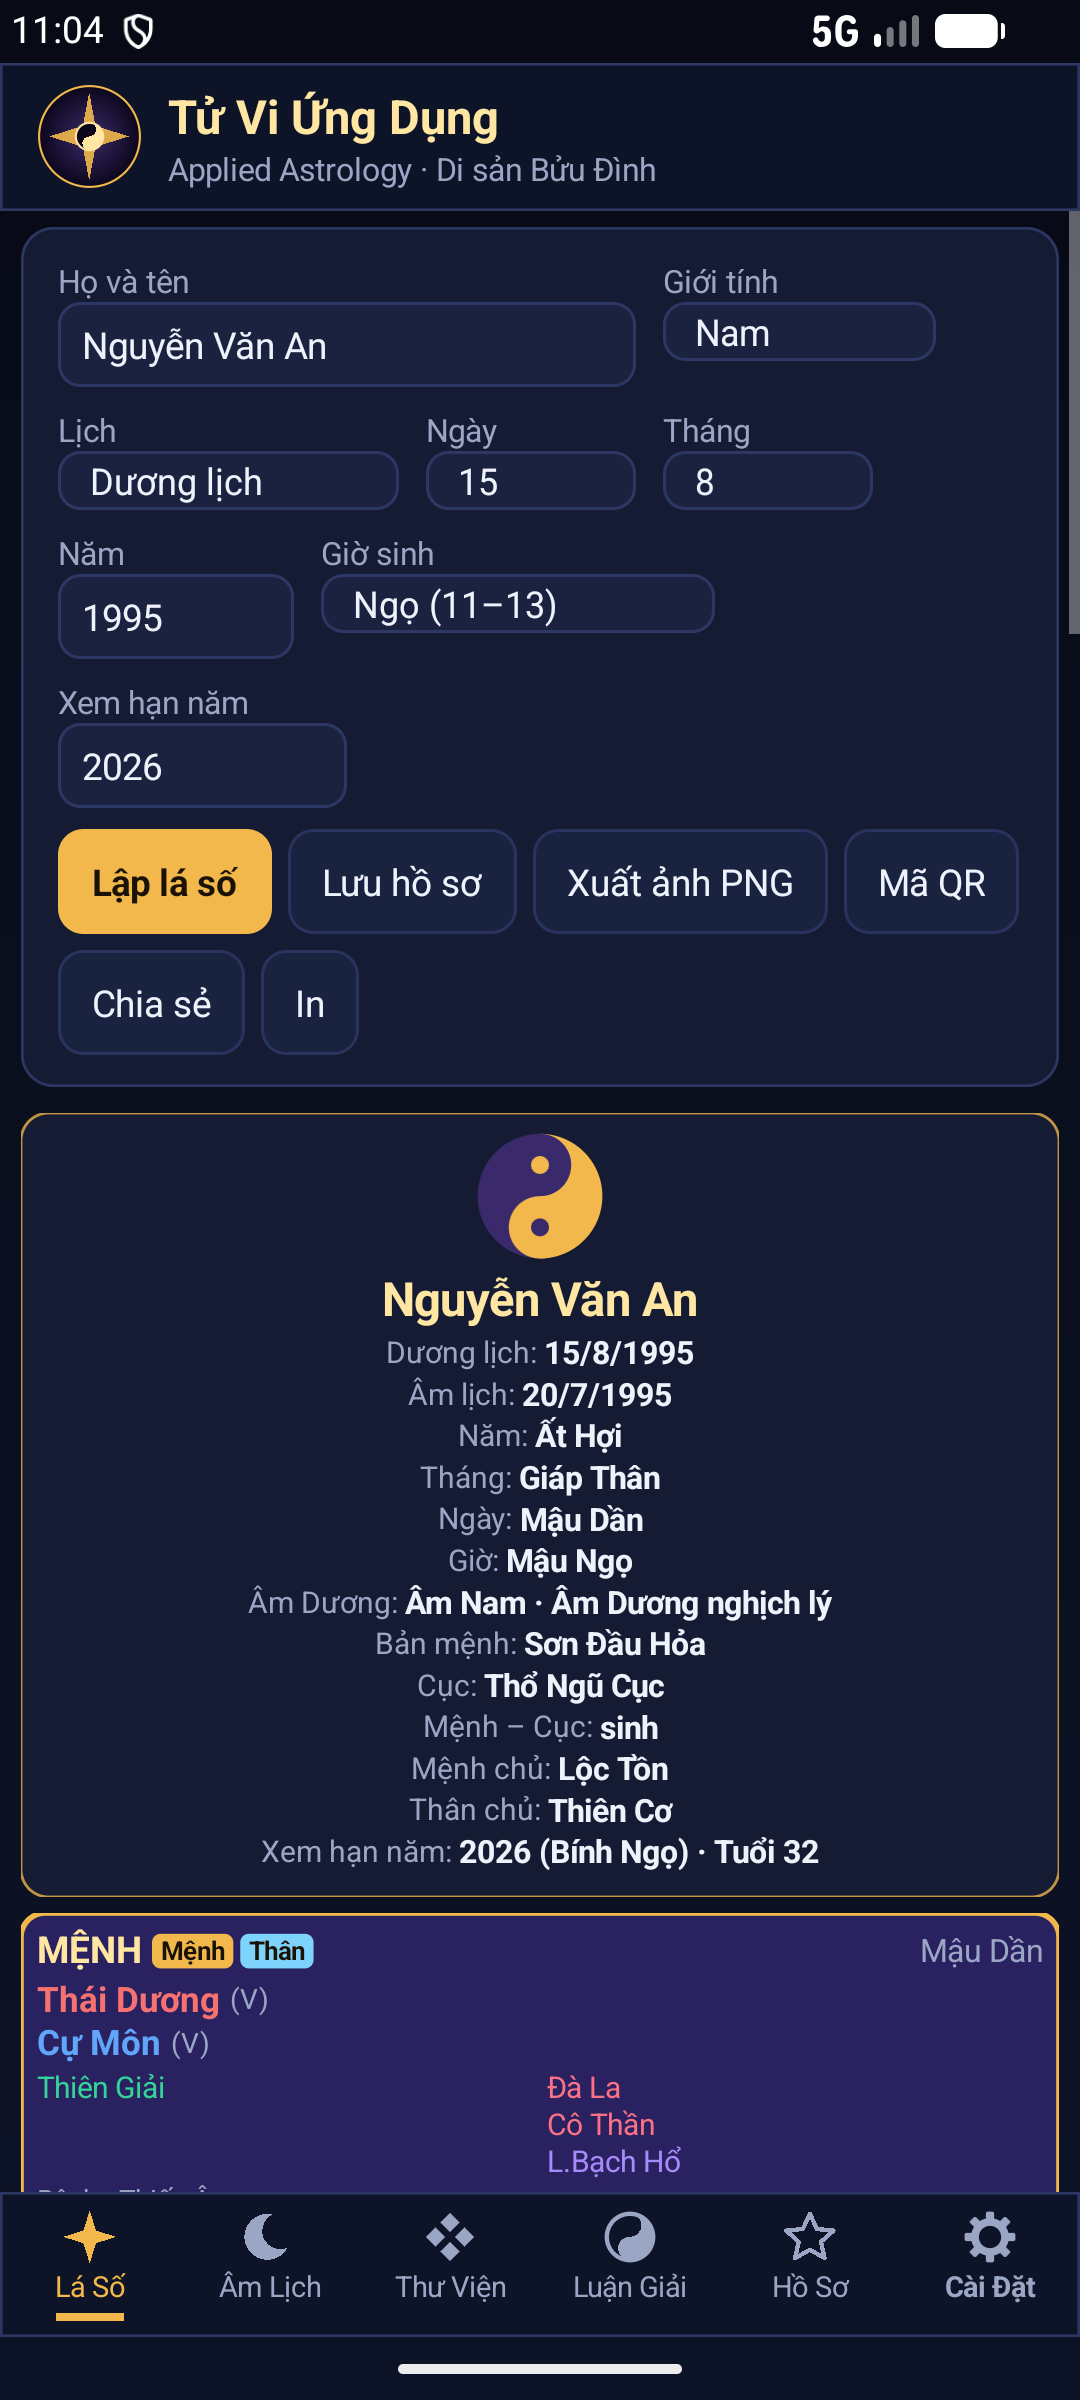 11:04
5G
Tử Vi Ứng Dụng
Applied Astrology · Di sản Bửu Đình
Họ và tên
Giới tính
Nguyễn Văn An
Nam
Lịch
Ngày
Tháng
Dương lịch
15
8
Năm
Giờ sinh
1995
Ngọ (11–13)
Xem hạn năm
2026
Lập lá số
Lưu hồ sơ
Xuất ảnh PNG
Mã QR
Chia sẻ
In
Nguyễn Văn An
Dương lịch: 15/8/1995
Âm lịch: 20/7/1995
Năm: Ất Hợi
Tháng: Giáp Thân
Ngày: Mậu Dần
Giờ: Mậu Ngọ
Âm Dương: Âm Nam · Âm Dương nghịch lý
Bản mệnh: Sơn Đầu Hỏa
Cục: Thổ Ngũ Cục
Mệnh – Cục: sinh
Mệnh chủ: Lộc Tồn
Thân chủ: Thiên Cơ
Xem hạn năm: 2026 (Bính Ngọ) · Tuổi 32
MỆNH Mệnh Thân
Mậu Dần
Thái Dương (V)
Cự Môn (V)
Thiên Giải
Đà La
Cô Thần
L.Bạch Hổ
Lá Số
Âm Lịch
Thư Viện
Luận Giải
Hồ Sơ
Cài Đặt